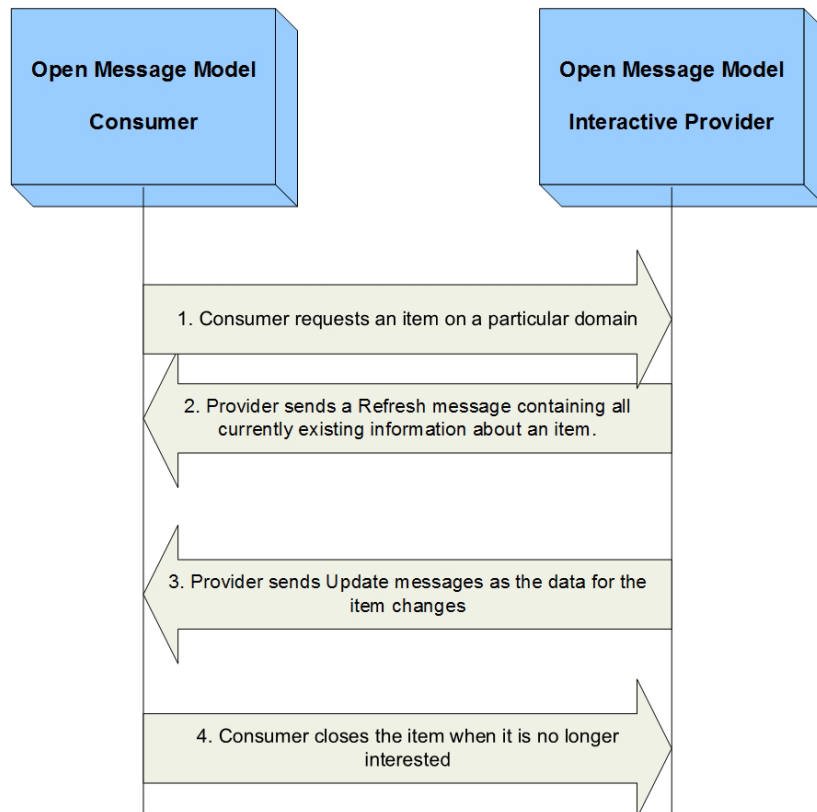 Open Message Model
Consumer
Open Message Model
Interactive Provider
1. Consumer requests an item on a particular domain
2. Provider sends a Refresh message containing all
currently existing information about an item.
3. Provider sends Update messages as the data for the
item changes
4. Consumer closes the item when it is no longer
interested